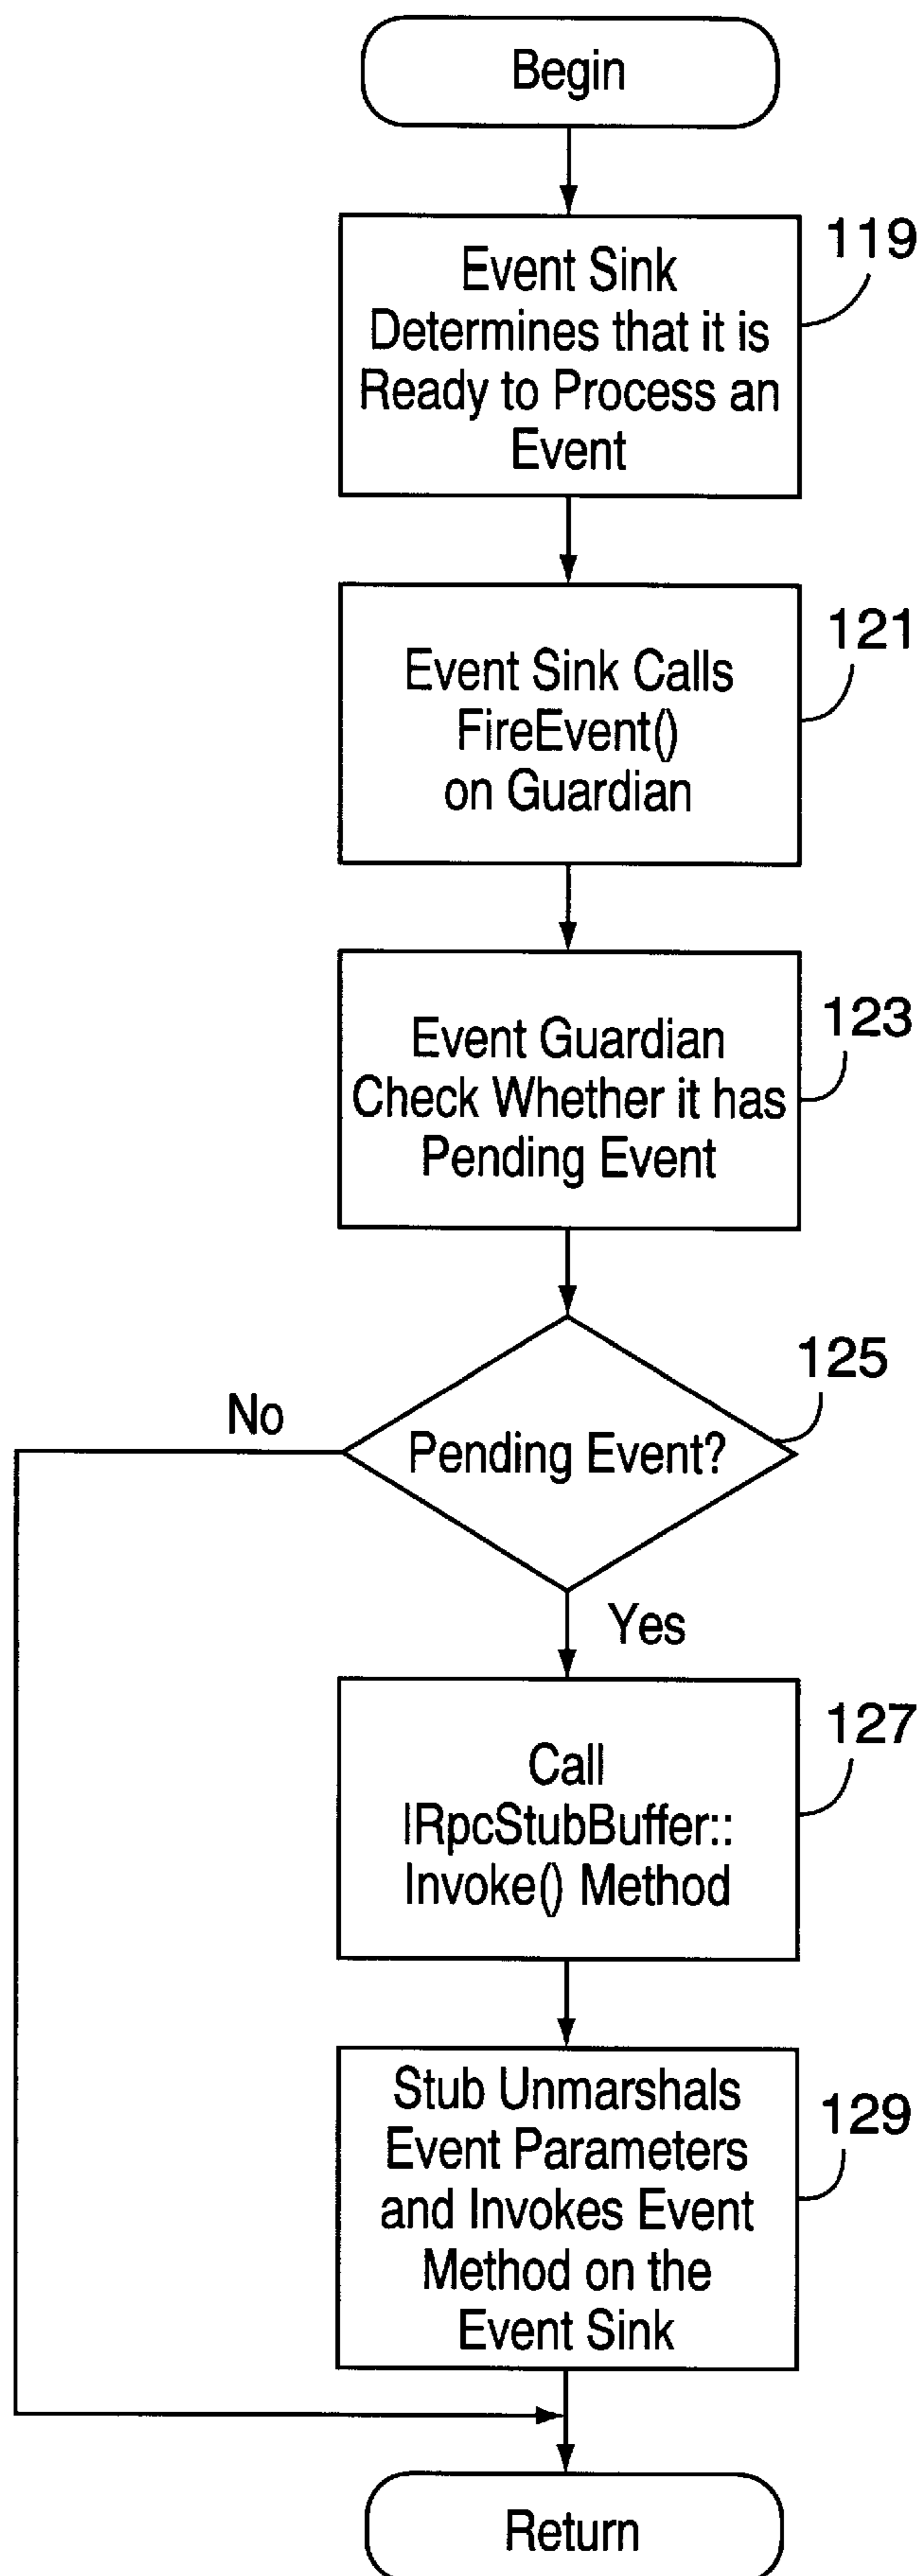 Begin
119
Event Sink
Determines that it is
Ready to Process an
Event
121
Event Sink Calls
FireEvent()
on Guardian
123
Event Guardian
Check Whether it has
Pending Event
125
No
Pending Event?
Yes
127
Call
IRpcStubBuffer::
Invoke() Method
129
Stub Unmarshals
Event Parameters
and Invokes Event
Method on the
Event Sink
Return